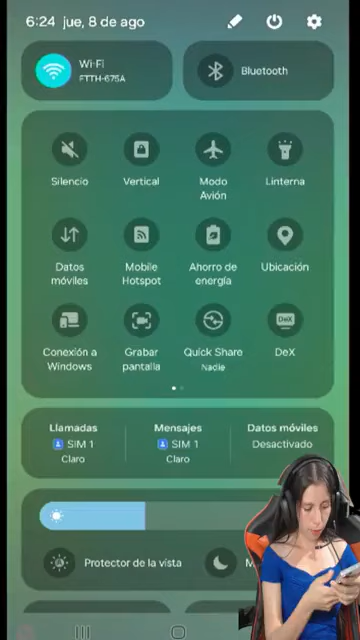 6:24 jue, 8 de ago
Wi-Fi
FTTH-675A
Bluetooth
Silencio
Vertical
Modo
Avión
Linterna
Datos
móviles
Mobile
Hotspot
Ahorro de
energía
Ubicación
Conexión a
Windows
Grabar
pantalla
Quick Share
Nadie
DeX
DeX
Llamadas
SIM 1
Claro
Mensajes
SIM 1
Claro
Datos móviles
Desactivado
Protector de la vista
M